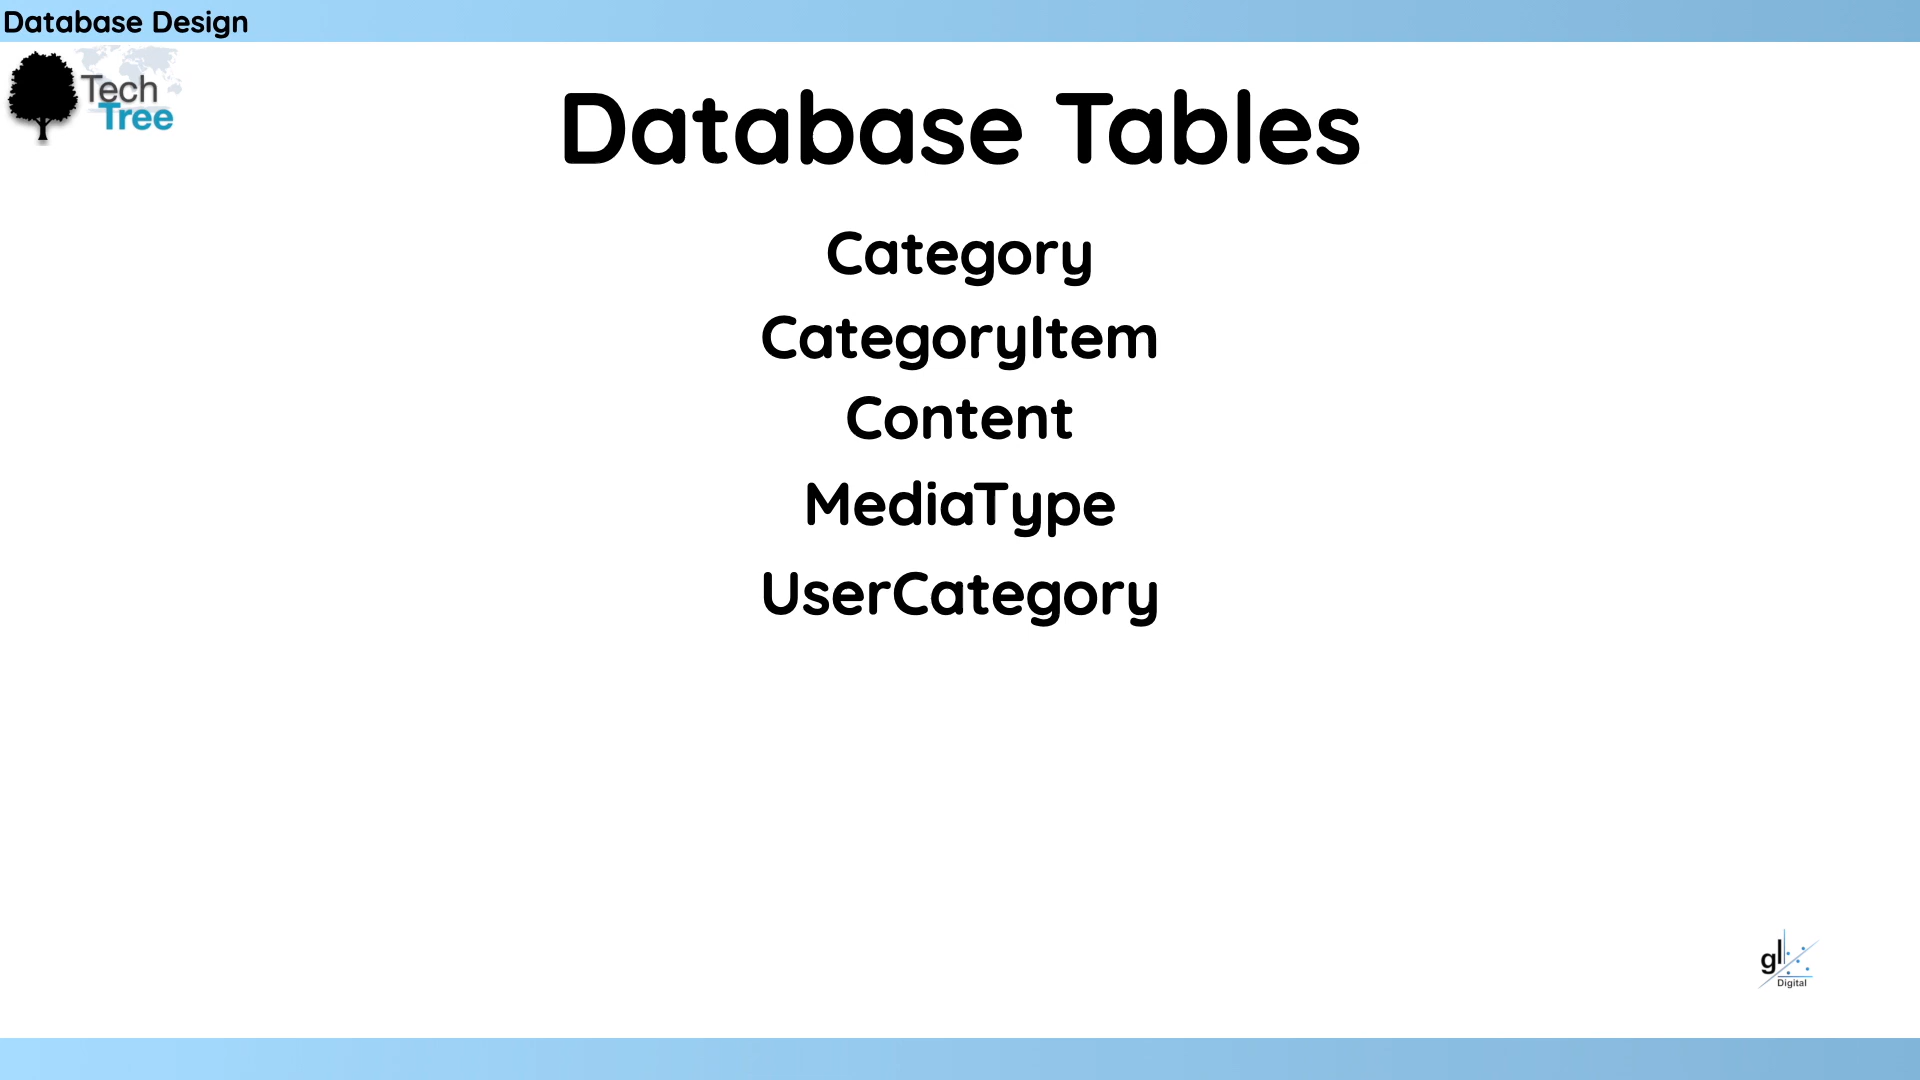 Database Design
Tech
Tree
Database Tables
Category
CategoryItem
Content
MediaType
UserCategory
gl
Digital